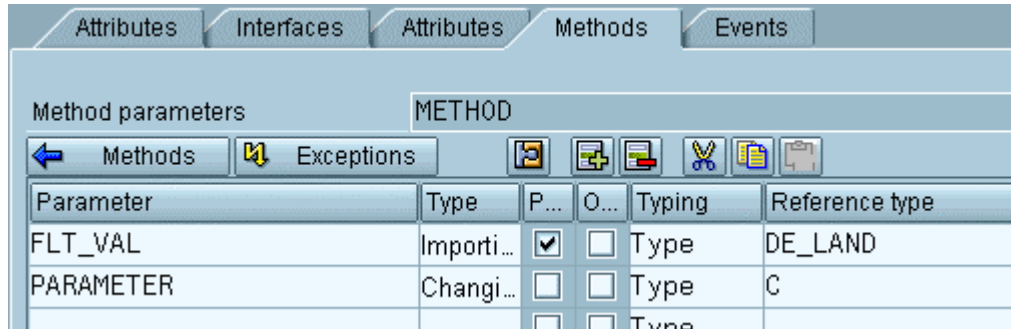 Attributes Interfaces Attributes Methods Events
Method parameters METHOD
Methods Exceptions
Parameter Type P... O... Typing Reference type
FLT_VAL Importi... Type DE_LAND
PARAMETER Changi... Type C
Type